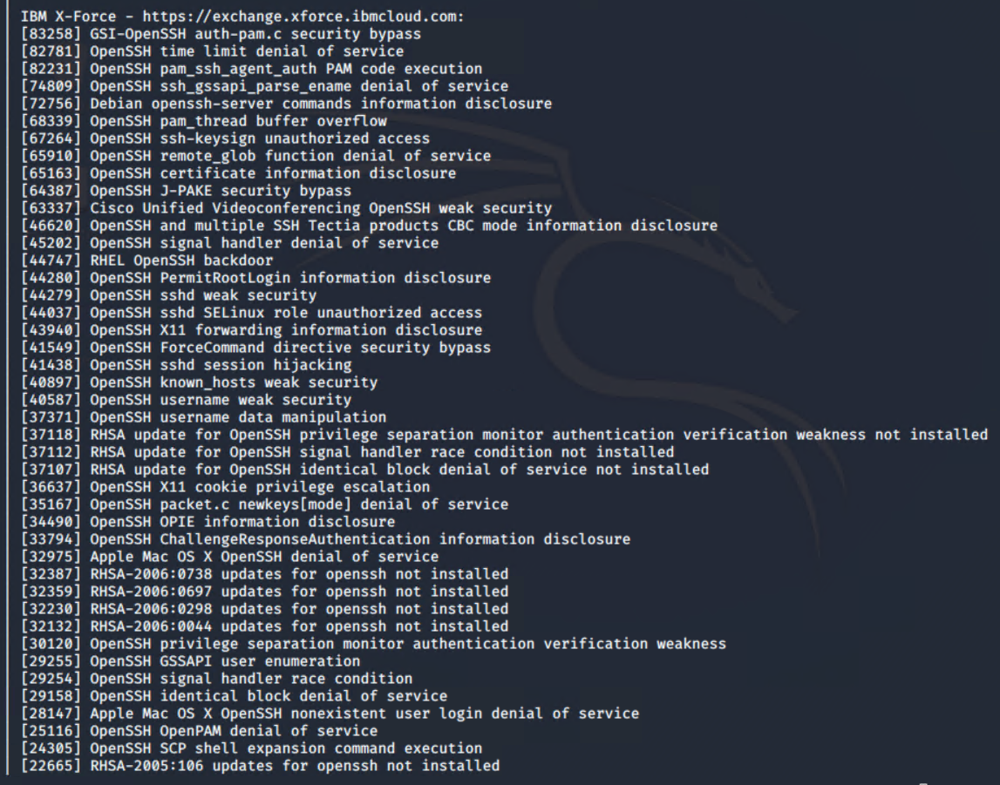 IBM X-Force - https://exchange.xforce.ibmcloud.com:
[83258] GSI-OpenSSH auth-pam.c security bypass
[82781] OpenSSH time limit denial of service
[82231] OpenSSH pam_ssh_agent_auth PAM code execution
[74809] OpenSSH ssh_gssapi_parse_ename denial of service
[72756] Debian openssh-server commands information disclosure
[68339] OpenSSH pam_thread buffer overflow
[67264] OpenSSH ssh-keysign unauthorized access
[65910] OpenSSH remote_glob function denial of service
[65163] OpenSSH certificate information disclosure
[64387] OpenSSH J-PAKE security bypass
[63337] Cisco Unified Videoconferencing OpenSSH weak security
[46620] OpenSSH and multiple SSH Tectia products CBC mode information disclosure
[45202] OpenSSH signal handler denial of service
[44747] RHEL OpenSSH backdoor
[44280] OpenSSH PermitRootLogin information disclosure
[44279] OpenSSH sshd weak security
[44037] OpenSSH sshd SELinux role unauthorized access
[43940] OpenSSH X11 forwarding information disclosure
[41549] OpenSSH ForceCommand directive security bypass
[41438] OpenSSH sshd session hijacking
[40897] OpenSSH known_hosts weak security
[40587] OpenSSH username weak security
[37371] OpenSSH username data manipulation
[37118] RHSA update for OpenSSH privilege separation monitor authentication verification weakness not installed
[37112] RHSA update for OpenSSH signal handler race condition not installed
[37107] RHSA update for OpenSSH identical block denial of service not installed
[36637] OpenSSH X11 cookie privilege escalation
[35167] OpenSSH packet.c newkeys[mode] denial of service
[34490] OpenSSH OPIE information disclosure
[33794] OpenSSH ChallengeResponseAuthentication information disclosure
[32975] Apple Mac OS X OpenSSH denial of service
[32387] RHSA-2006:0738 updates for openssh not installed
[32359] RHSA-2006:0697 updates for openssh not installed
[32230] RHSA-2006:0298 updates for openssh not installed
[32132] RHSA-2006:0044 updates for openssh not installed
[30120] OpenSSH privilege separation monitor authentication verification weakness
[29255] OpenSSH GSSAPI user enumeration
[29254] OpenSSH signal handler race condition
[29158] OpenSSH identical block denial of service
[28147] Apple Mac OS X OpenSSH nonexistent user login denial of service
[25116] OpenSSH OpenPAM denial of service
[24305] OpenSSH SCP shell expansion command execution
[22665] RHSA-2005:106 updates for openssh not installed